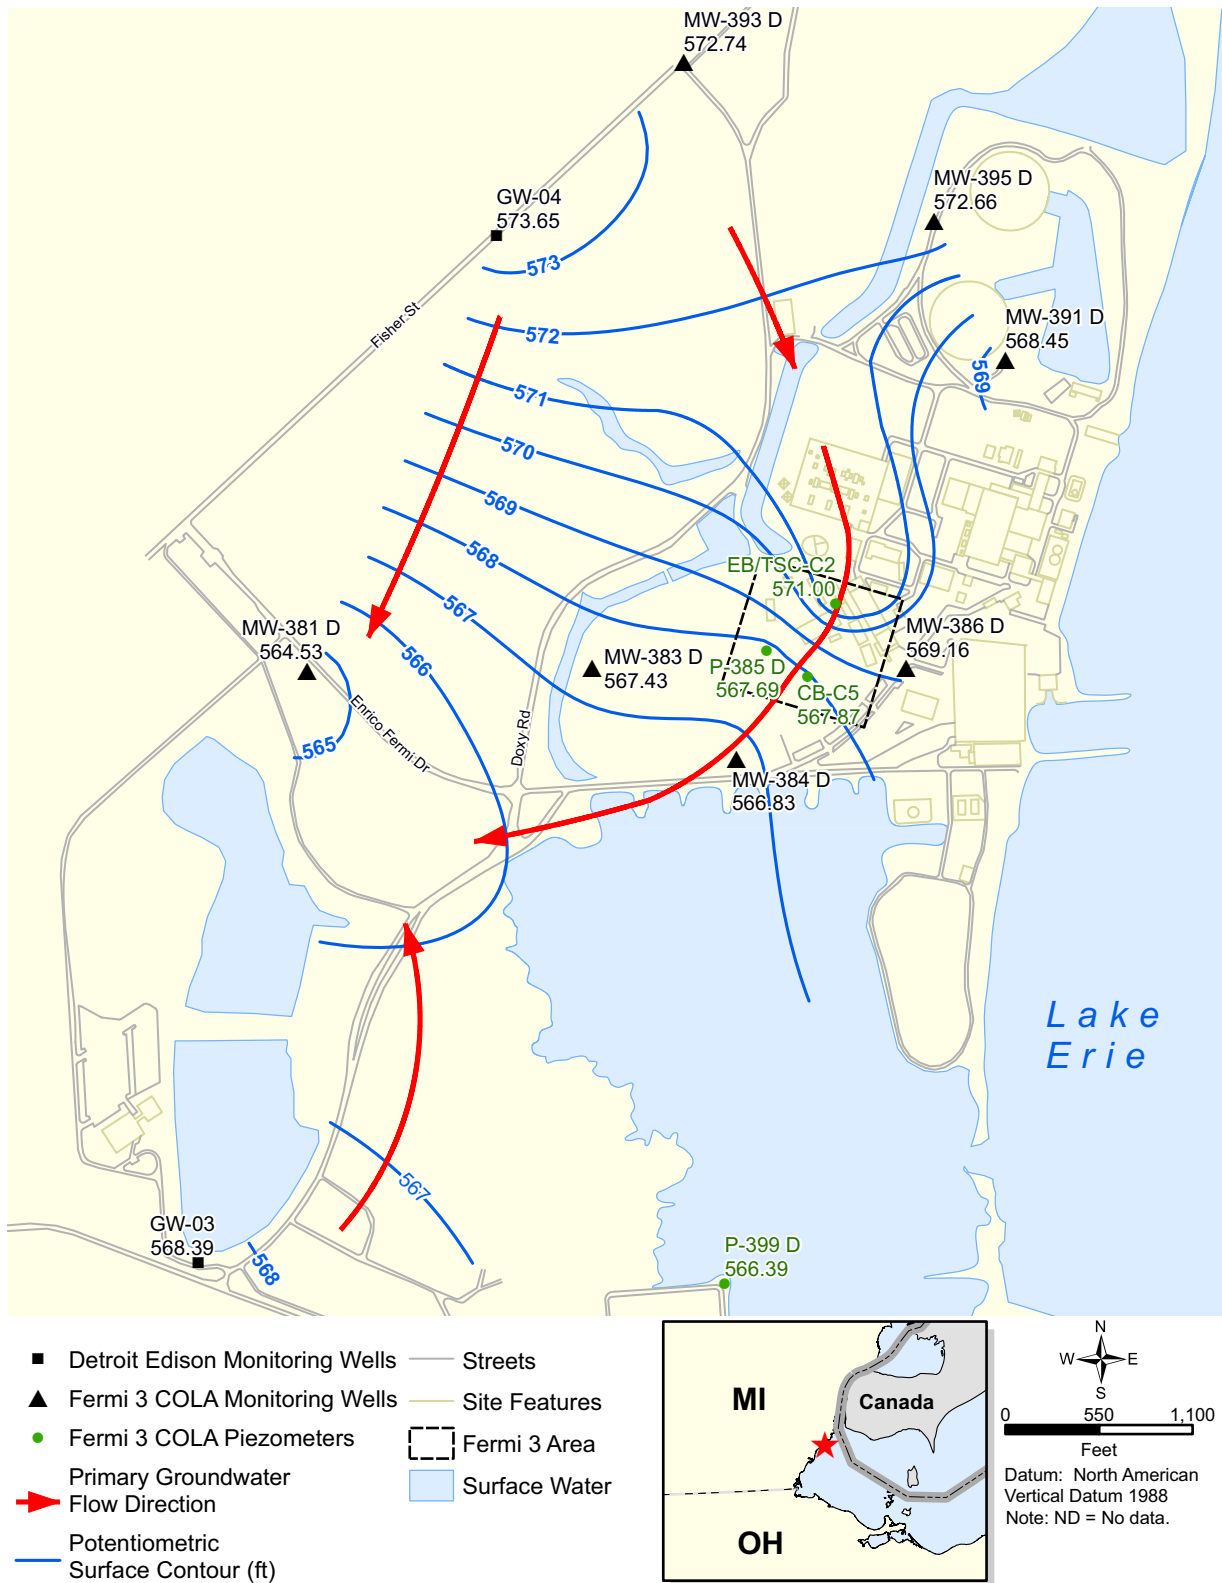 MW-393 D
572.74
MW-395 D
572.66
GW-04
573.65
573
Fisher St
572
MW-391 D
568.45
569
571
570
569
568
EB/TSC-C2
571.00
567
MW-381 D
564.53
566
MW-386 D
569.16
MW-383 D
567.43
P-385 D
567.69
CB-C5
567.87
Enrico Fermi Dr
Doxy Rd
565
MW-384 D
566.83
Lake
Erie
567
GW-03
568.39
568
P-399 D
566.39
Detroit Edison Monitoring Wells
Fermi 3 COLA Monitoring Wells
Fermi 3 COLA Piezometers
Primary Groundwater
Flow Direction
Potentiometric
Surface Contour (ft)
Streets
Site Features
Fermi 3 Area
Surface Water
MI
Canada
OH
N
W E
S
0 550 1,100
Feet
Datum: North American
Vertical Datum 1988
Note: ND = No data.